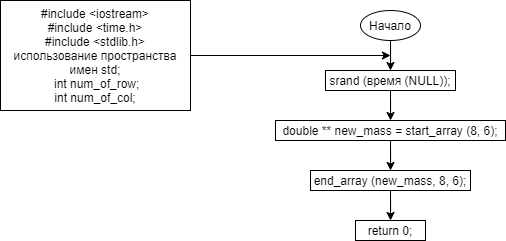 #include <iostream>
#include <time.h>
#include <stdlib.h>
использование пространства
имен std;
int num_of_row;
int num_of_col;
Начало
srand (время (NULL));
double ** new_mass = start_array (8, 6);
end_array (new_mass, 8, 6);
return 0;